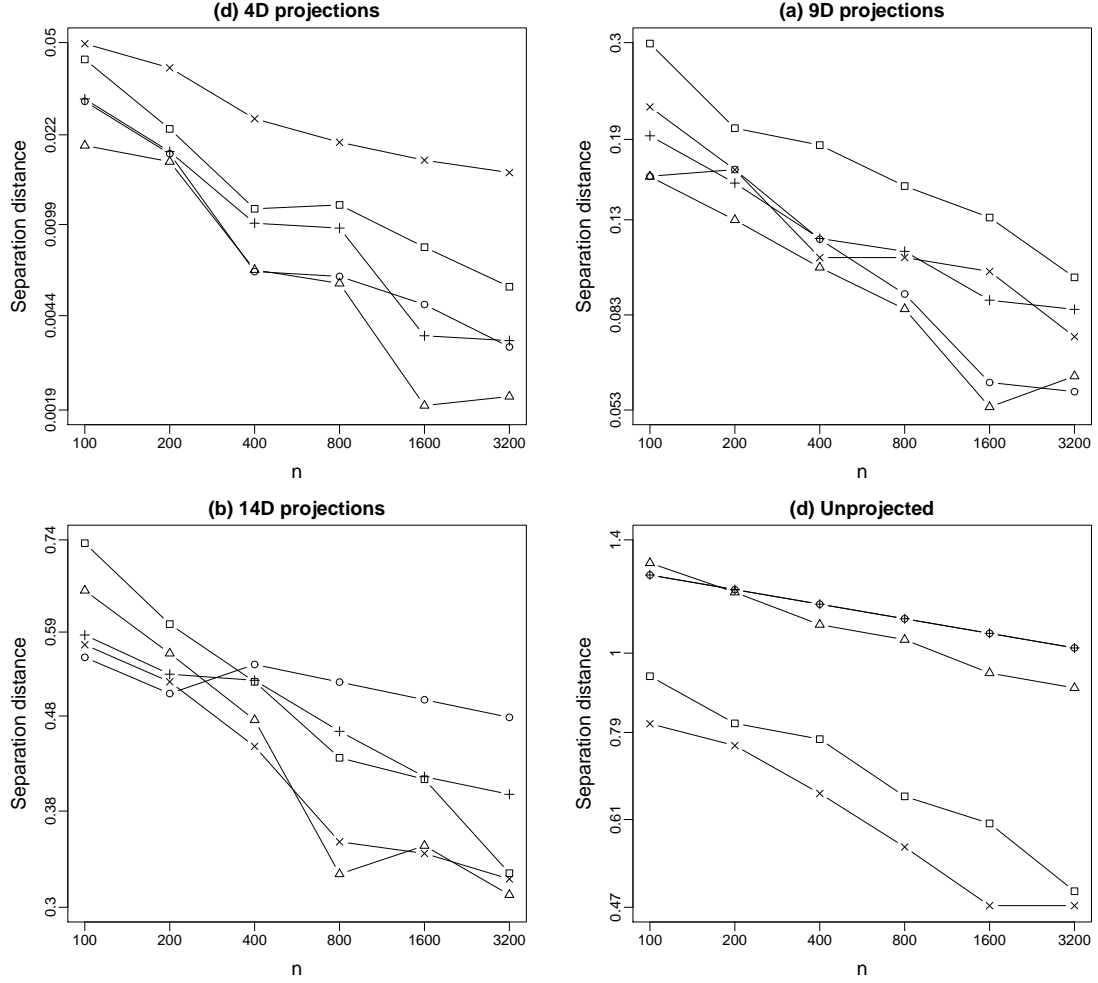 (d) 4D projections
Separation distance
0.05
0.022
0.0099
0.0044
0.0019
100 200 400 800 1600 3200
n
(a) 9D projections
Separation distance
0.3
0.19
0.13
0.083
0.053
100 200 400 800 1600 3200
n
(b) 14D projections
Separation distance
0.74
0.59
0.48
0.38
0.3
100 200 400 800 1600 3200
n
(d) Unprojected
Separation distance
1.4
1
0.79
0.61
0.47
100 200 400 800 1600 3200
n